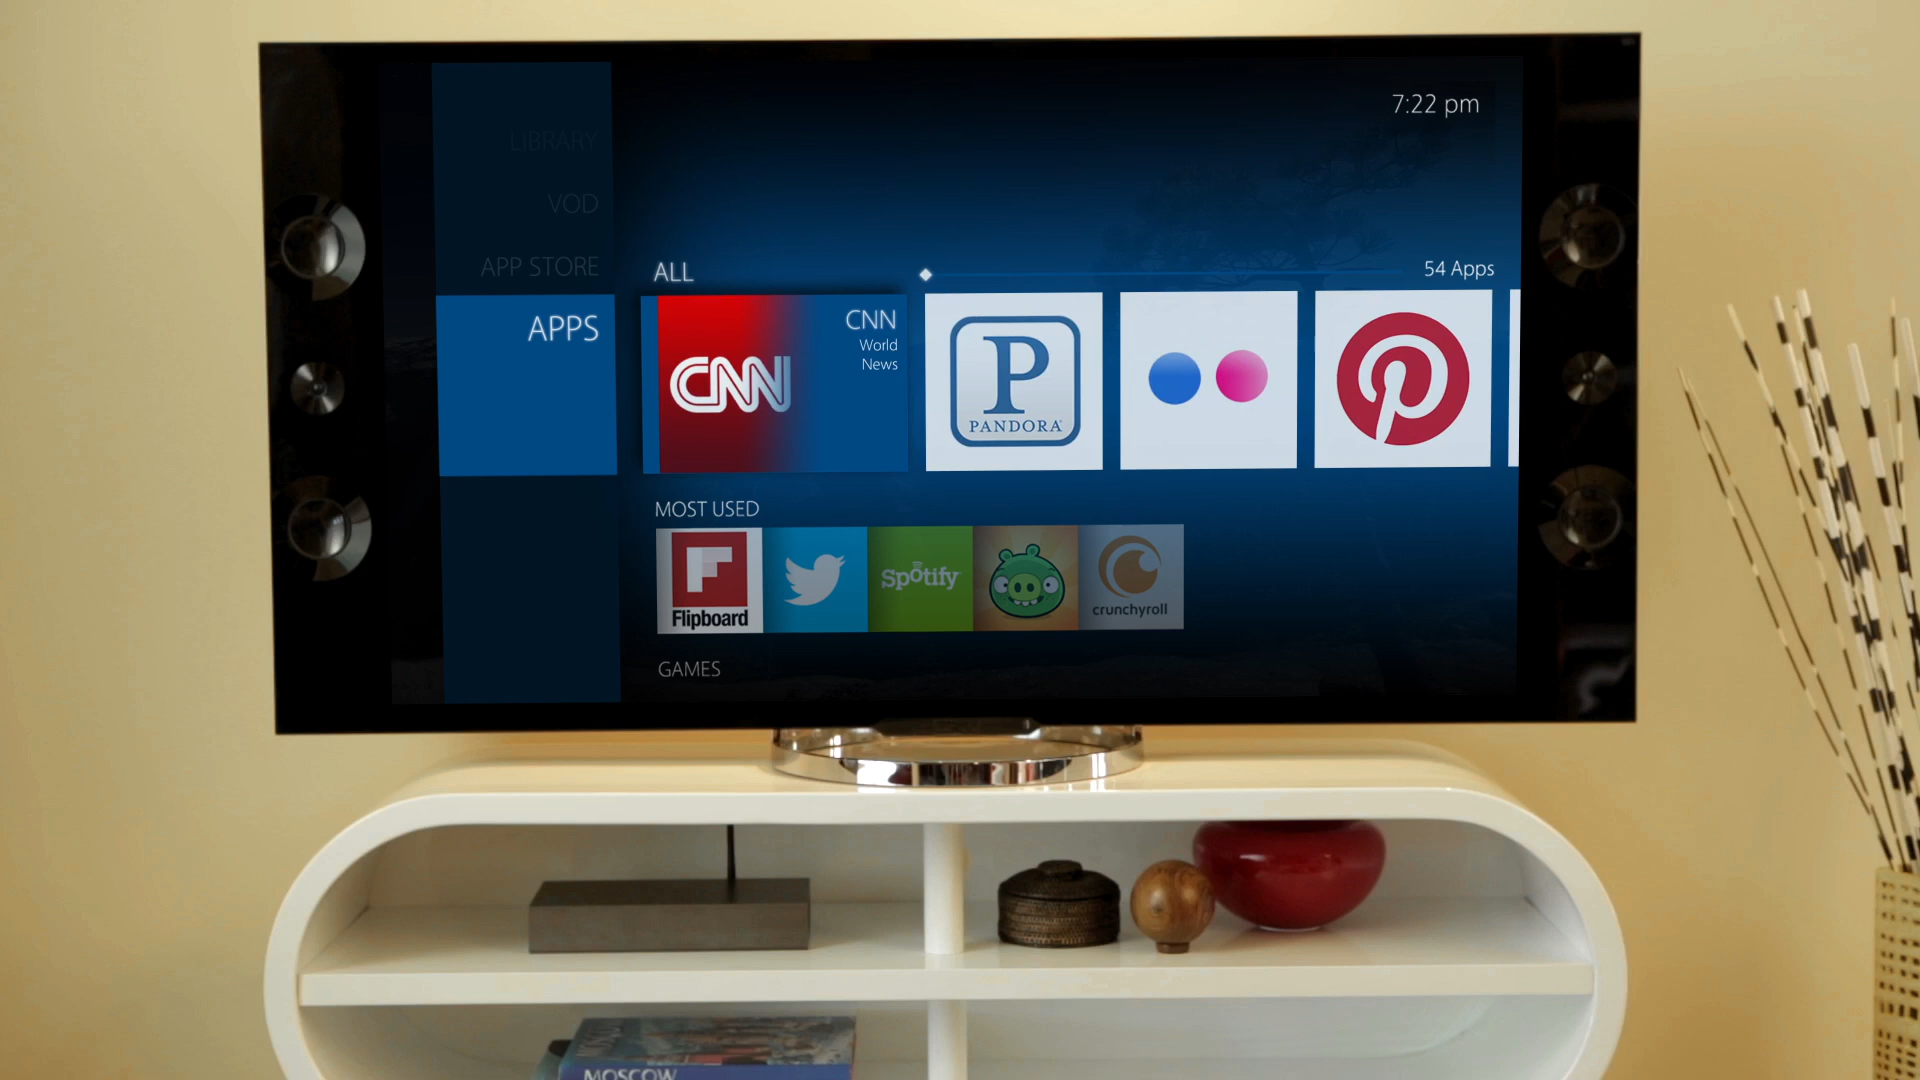 7:22 pm
LIBRARY
VOD
APP STORE
APPS
ALL
54 Apps
CNN
CNN
World
News
P
PANDORA
MOST USED
Flipboard
Spotify
crunchyroll
GAMES
MOSCOW